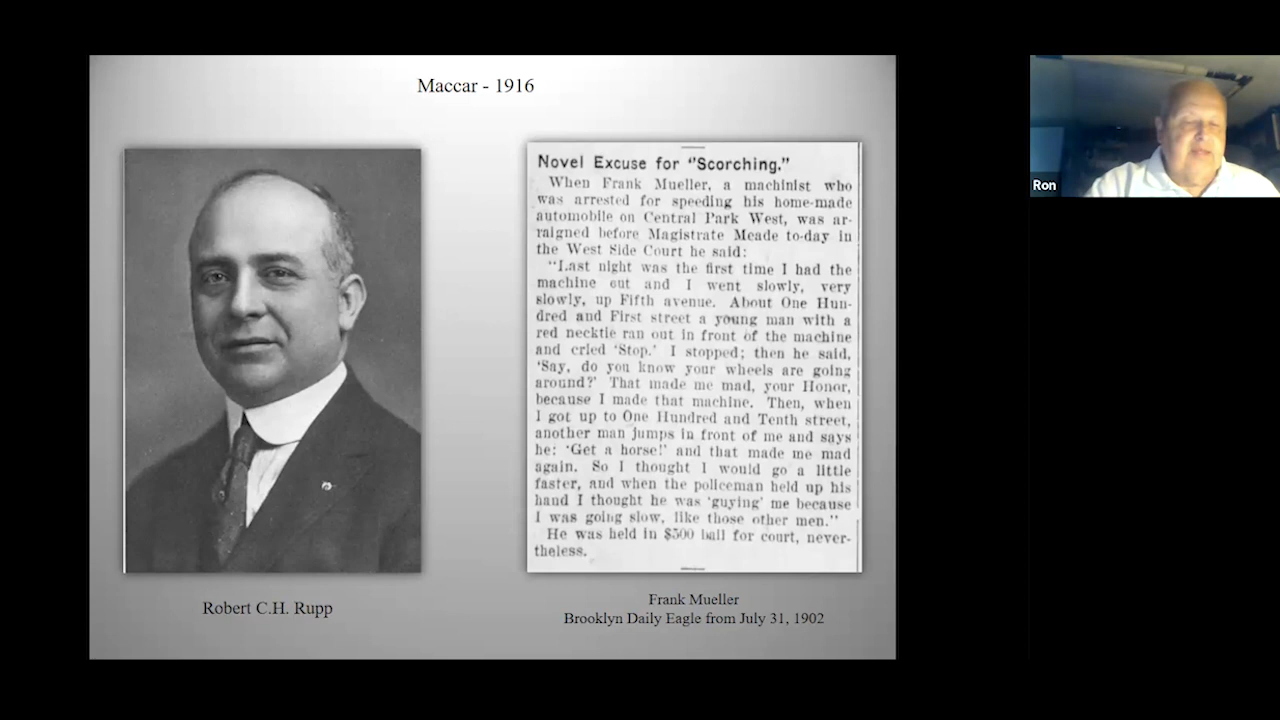 Maccar - 1916
Novel Excuse for "Scorching."
When Frank Mueller, a machinist who
was arrested for speeding his home-made
automobile on Central Park West, was ar-
raigned before Magistrate Meade to-day in
the West Side Court he said:
"Last night was the first time I had the
machine out and I went slowly, very
slowly, up Fifth avenue. About One Hun-
dred and First street a young man with a
red necktie ran out in front of the machine
and cried 'Stop.' I stopped; then he said,
'Say, do you know your wheels are going
around?' That made me mad, your Honor,
because I made that machine. Then, when
I got up to One Hundred and Tenth street,
another man jumps in front of me and says
he: 'Get a horse!' and that made me mad
again. So I thought I would go a little
faster, and when the policeman held up his
hand I thought he was 'guying' me because
I was going slow, like those other men."
He was held in $500 bail for court, never-
theless.
Robert C.H. Rupp
Frank Mueller
Brooklyn Daily Eagle from July 31, 1902
Ron